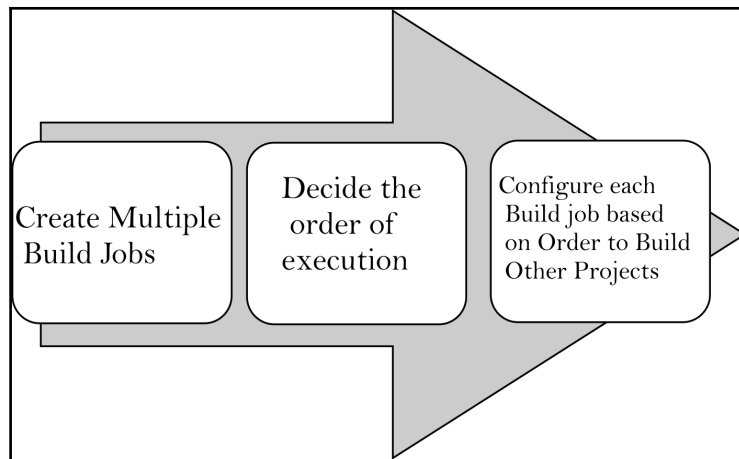 Create Multiple
Build Jobs
Decide the
order of
execution
Configure each
Build job based
on Order to Build
Other Projects